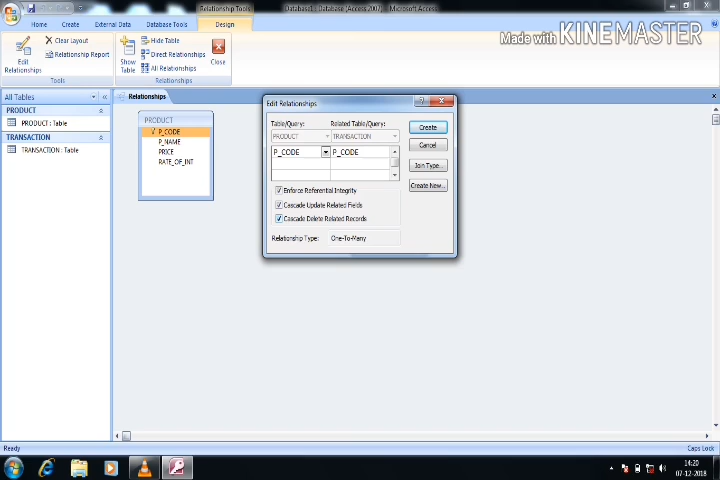 Relationship Tools
Database1 : Database (Access 2007) - Microsoft Access
Home
Create
External Data
Database Tools
Design
Made with KINEMASTER
Edit Relationships
Clear Layout
Relationship Report
Tools
Show Table
Hide Table
Direct Relationships
All Relationships
Close
Relationships
All Tables
PRODUCT
PRODUCT : Table
TRANSACTION
TRANSACTION : Table
Relationships
PRODUCT
P_CODE
P_NAME
PRICE
RATE_OF_INT
Edit Relationships
Table/Query:
Related Table/Query:
PRODUCT
TRANSACTION
P_CODE
P_CODE
Enforce Referential Integrity
Cascade Update Related Fields
Cascade Delete Related Records
Relationship Type:
One-To-Many
Create
Cancel
Join Type..
Create New..
Ready
Caps Lock
14:20
07-12-2018